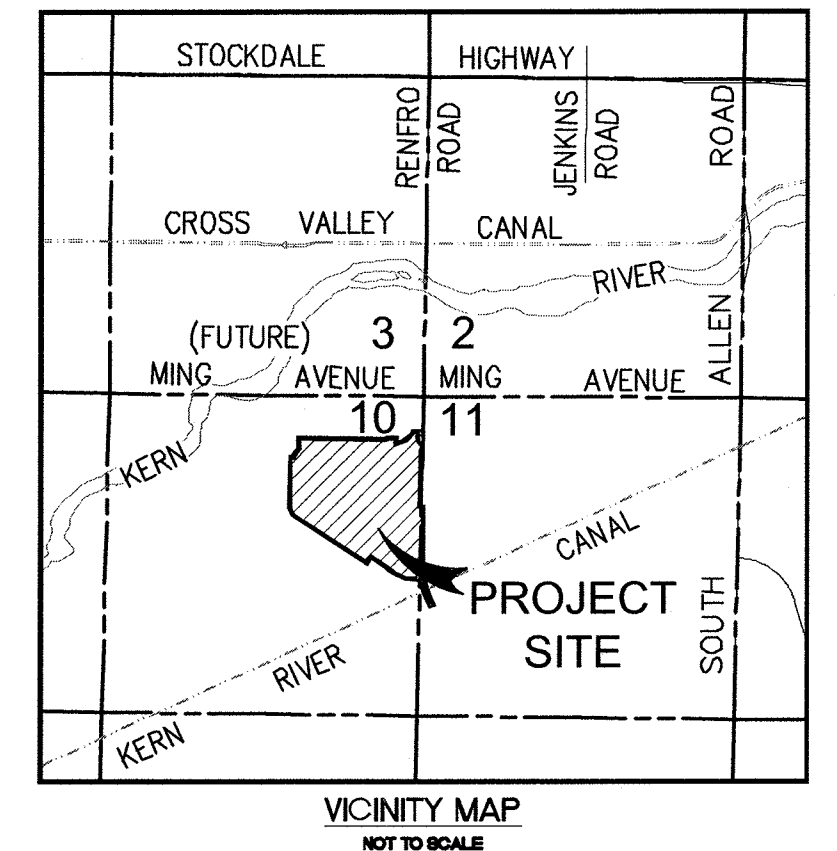 STOCKDALE HIGHWAY
RENFRO
ROAD
JENKINS
ROAD
ROAD
CROSS VALLEY CANAL
RIVER
(FUTURE) 3 2
MING AVENUE MING AVENUE
ALLEN
10 11
KERN
CANAL
PROJECT
SITE
SOUTH
RIVER
KERN
VICINITY MAP
NOT TO SCALE